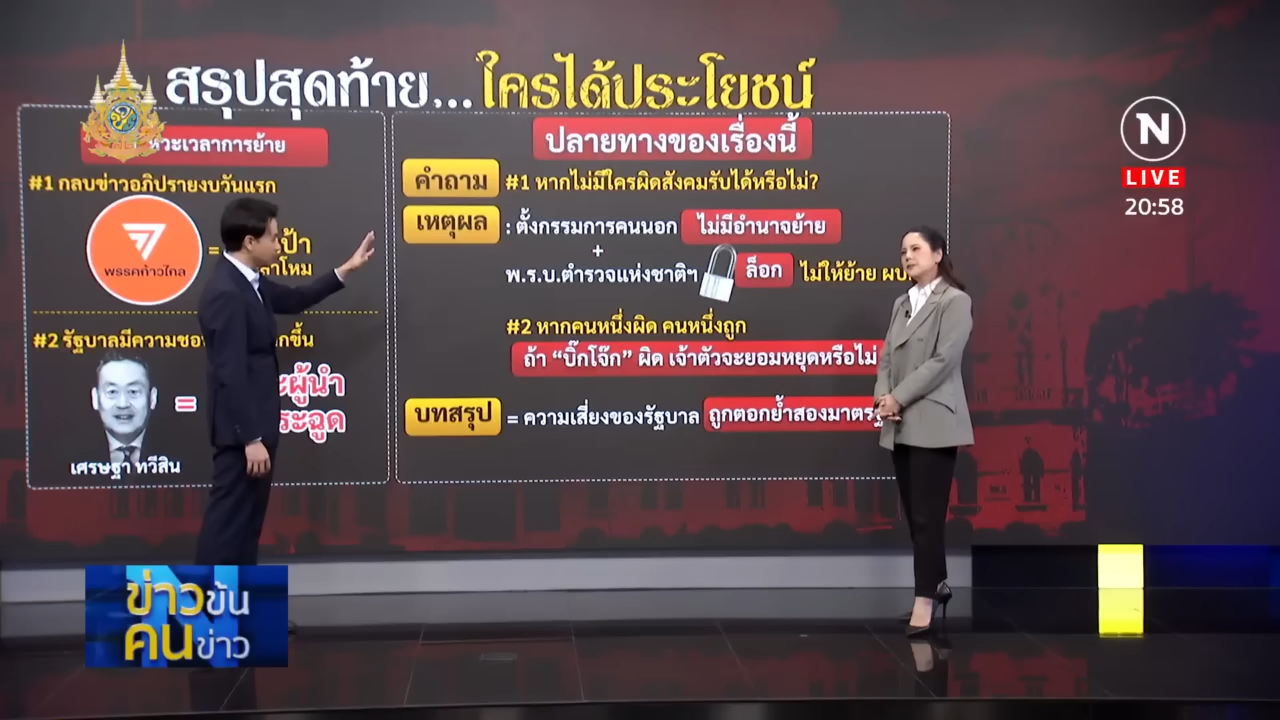 สรุปสุดท้าย...ใครได้ประโยชน์
เวลาการย้าย
#1 กลบข่าวอภิปรายงบวันแรก
พรรคก้าวไกล
=
#2 รัฐบาลมีความชอ
=
ผู้นำ
เศรษฐา ทวีสิน
ปลายทางของเรื่องนี้
คำถาม #1 หากไม่มีใครผิดสังคมรับได้หรือไม่?
เหตุผล : ตั้งกรรมการคนนอก ไม่มีอำนาจย้าย
+
พ.ร.บ.ตำรวจแห่งชาติฯ ล็อก ไม่ให้ย้าย ผบ
#2 หากคนหนึ่งผิด คนหนึ่งถูก
ถ้า “บิ๊กโจ๊ก” ผิด เจ้าตัวจะยอมหยุดหรือไม่
บทสรุป = ความเสี่ยงของรัฐบาล ถูกตอกย้ำสองมาตรฐ
N
LIVE
20:58
ข่าวข้น
คนข่าว